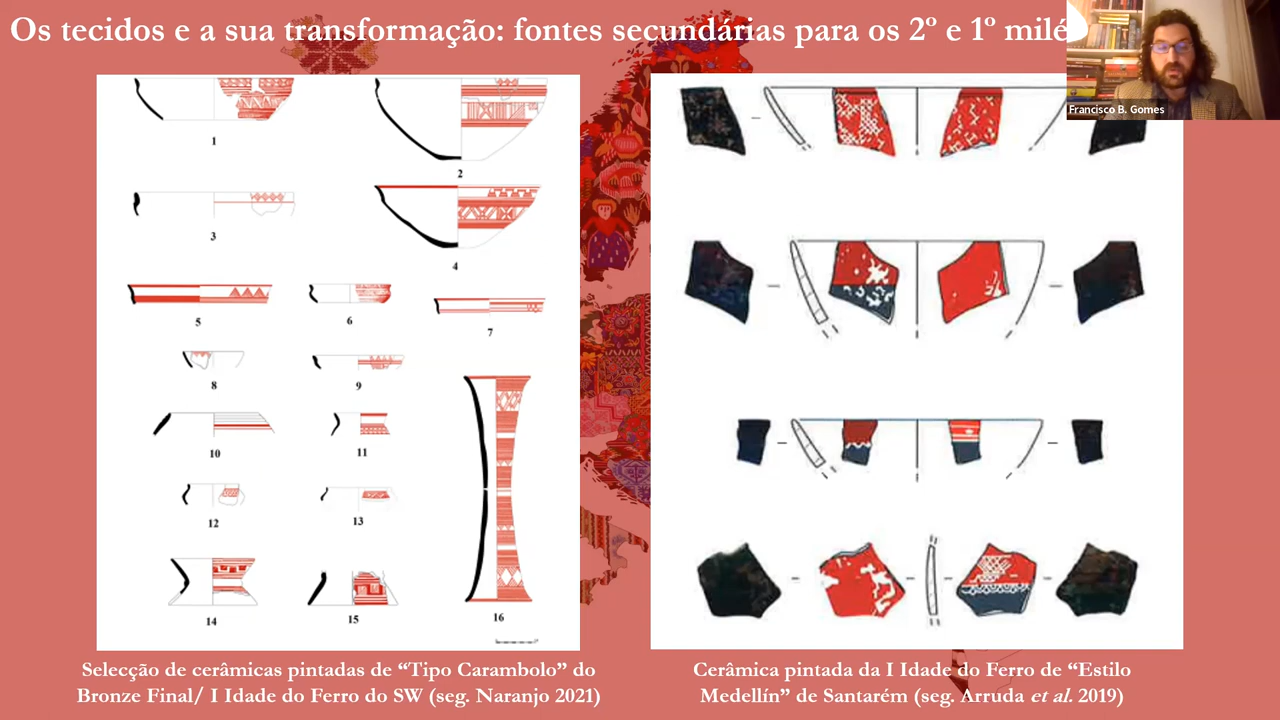 Os tecidos e a sua transformação: fontes secundárias para os 2º e 1º milé
Francisco B. Gomes
1
2
3
4
5
6
7
8
9
10
11
12
13
14
15
16
Selecção de cerâmicas pintadas de “Tipo Carambolo” do
Bronze Final/ I Idade do Ferro do SW (seg. Naranjo 2021)
Cerâmica pintada da I Idade do Ferro de “Estilo
Medellín” de Santarém (seg. Arruda et al. 2019)